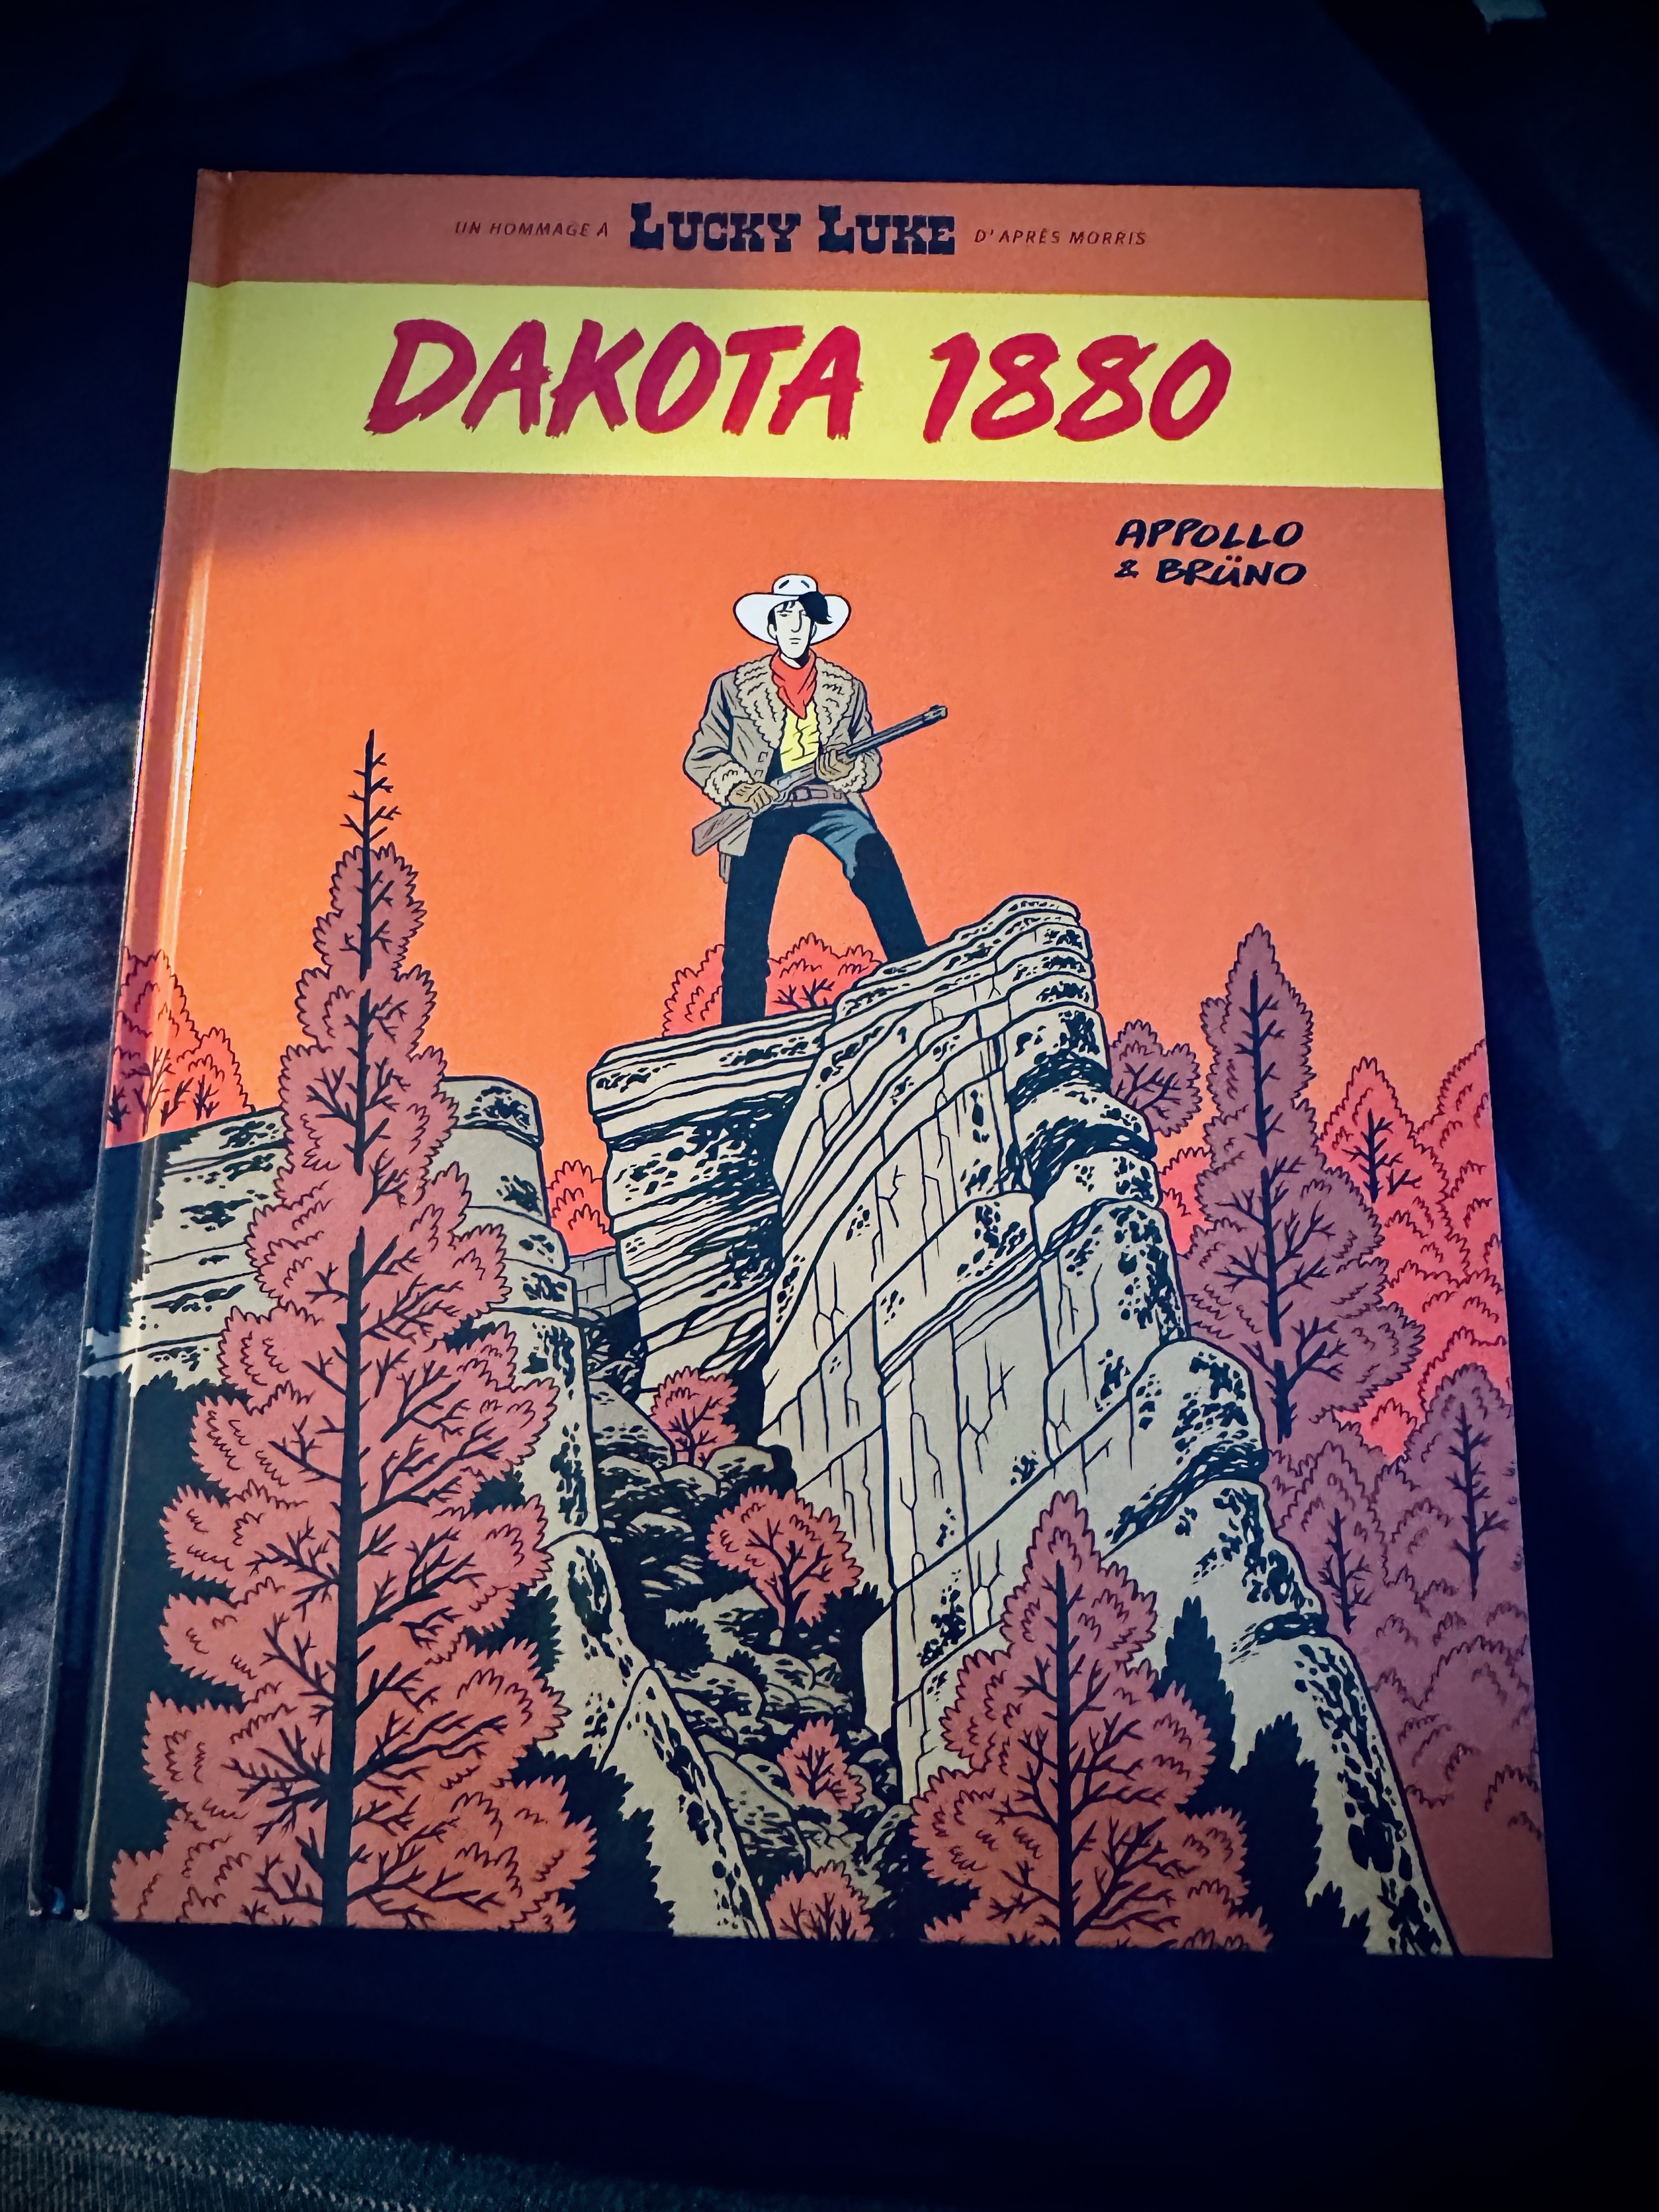 UN HOMMAGE À LUCKY LUKE D'APRÈS MORRIS
DAKOTA 1880
APPOLLO
& BRÜNO